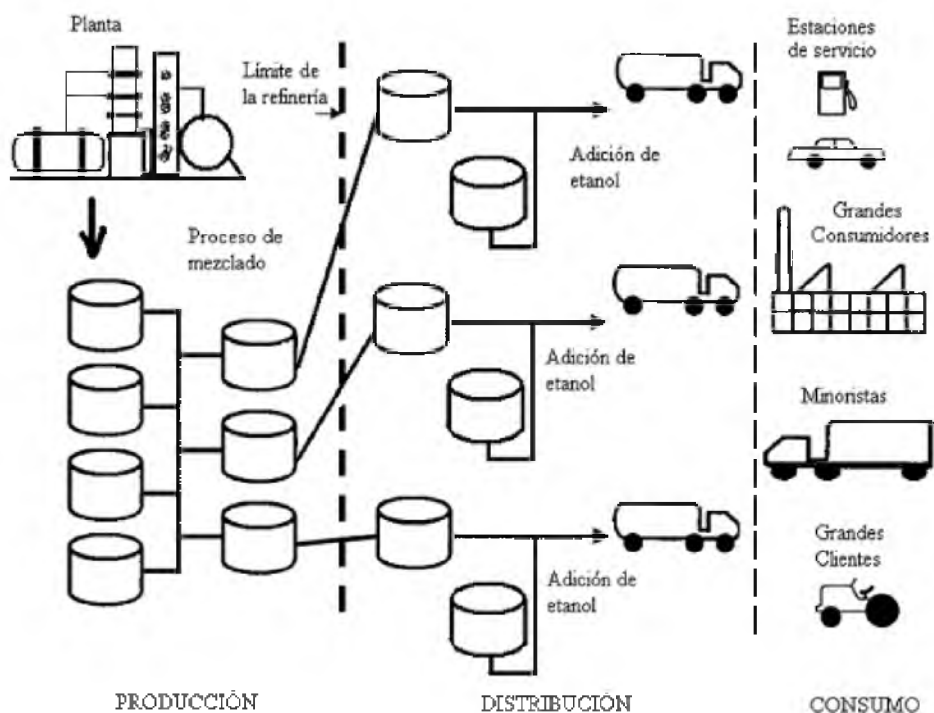 Planta
Límite de
la refinería
Proceso de
mezclado
Adición de
etanol
Adición de
etanol
Adición de
etanol
Estaciones
de servicio
Grandes
Consumidores
Minoristas
Grandes
Clientes
PRODUCCIÓN
DISTRIBUCIÓN
CONSUMO